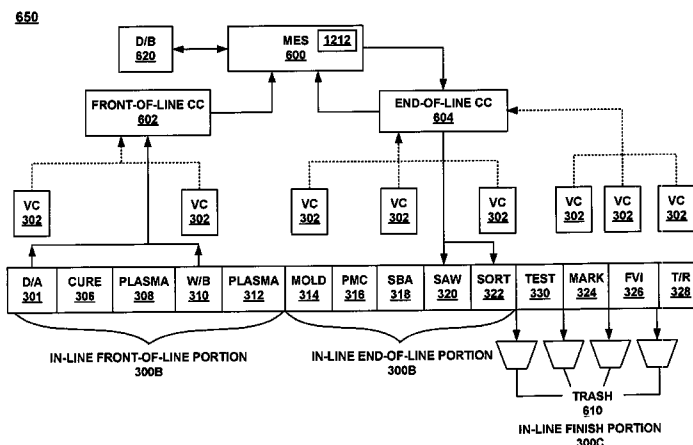 650
D/B
620
MES
600
1212
FRONT-OF-LINE CC
602
END-OF-LINE CC
604
VC
302
VC
302
VC
302
VC
302
VC
302
VC
302
VC
302
VC
302
D/A
301
CURE
306
PLASMA
308
W/B
310
PLASMA
312
MOLD
314
PMC
316
SBA
318
SAW
320
SORT
322
TEST
330
MARK
324
FVI
326
T/R
328
IN-LINE FRONT-OF-LINE PORTION
300B
IN-LINE END-OF-LINE PORTION
300B
TRASH
610
IN-LINE FINISH PORTION
300C